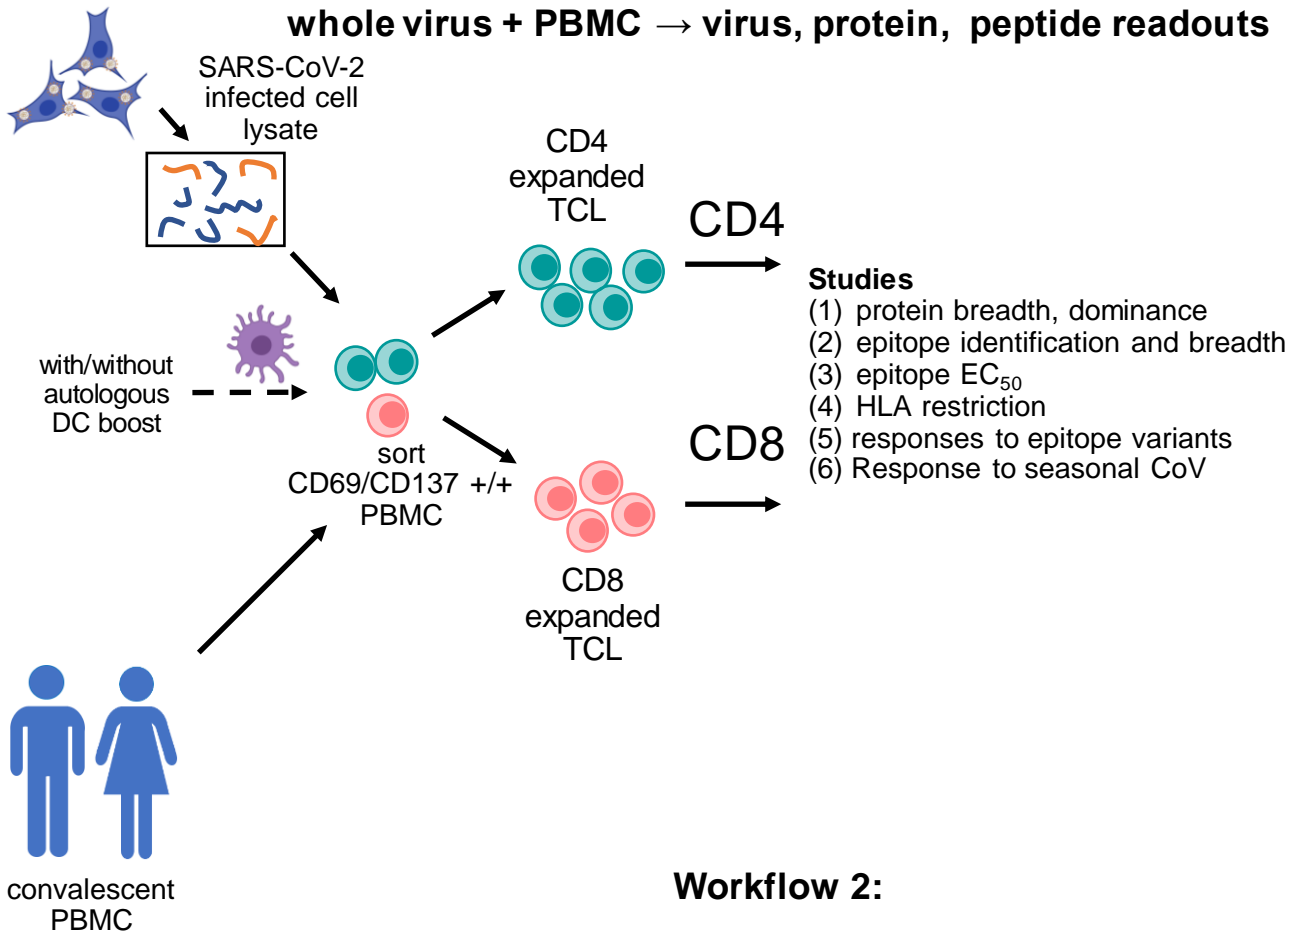 whole virus + PBMC → virus, protein, peptide readouts
SARS-CoV-2
infected cell
lysate
with/without
autologous
DC boost
sort
CD69/CD137 +/+
PBMC
CD4
expanded
TCL
CD4
CD8
expanded
TCL
CD8
Studies
(1) protein breadth, dominance
(2) epitope identification and breadth
(3) epitope EC₅₀
(4) HLA restriction
(5) responses to epitope variants
(6) Response to seasonal CoV
convalescent
PBMC
Workflow 2: